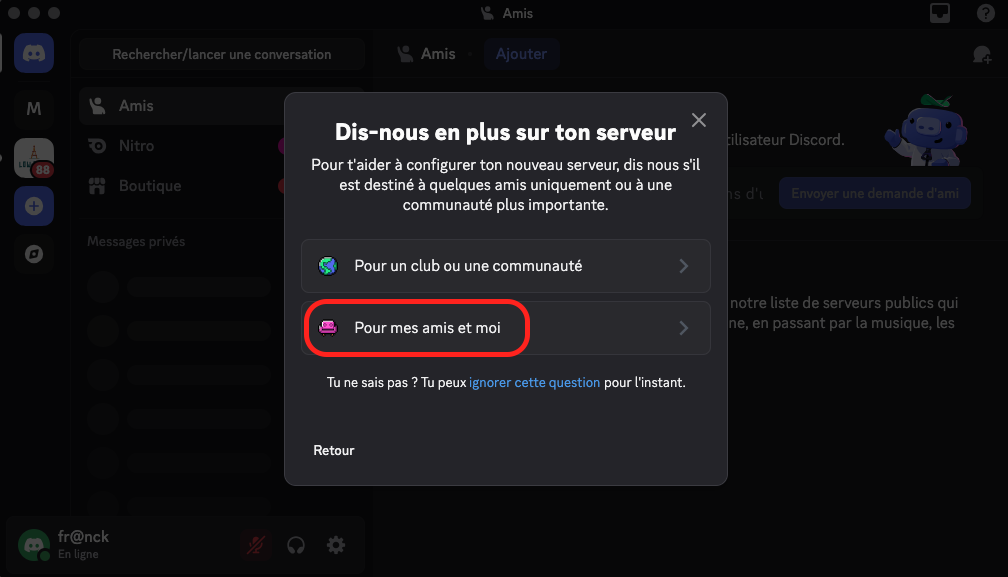 Amis
Rechercher/lancer une conversation
Amis
Ajouter
M
88
Amis
Nitro
Boutique
Messages privés
tilisateur Discord.
ns d'u
Envoyer une demande d'ami
notre liste de serveurs publics qui
ne, en passant par la musique, les
Dis-nous en plus sur ton serveur
Pour t'aider à configurer ton nouveau serveur, dis nous s'il
est destiné à quelques amis uniquement ou à une
communauté plus importante.
Pour un club ou une communauté
Pour mes amis et moi
Tu ne sais pas ? Tu peux ignorer cette question pour l'instant.
Retour
fr@nck
En ligne